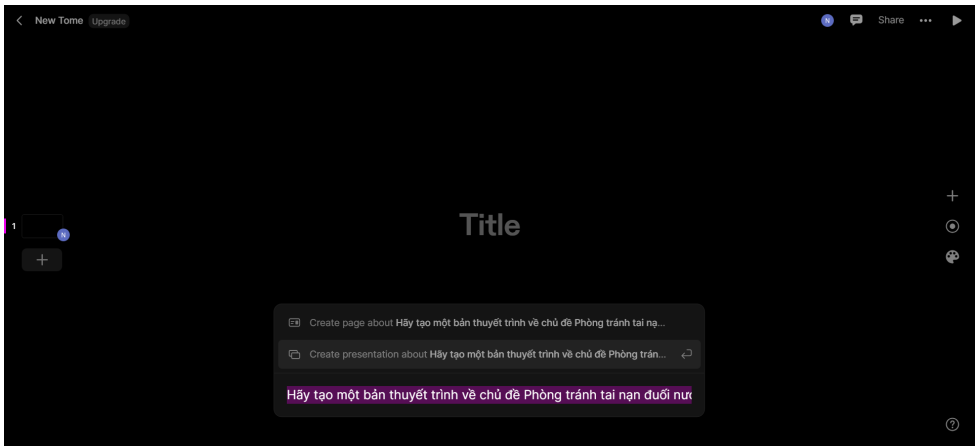 New Tome Upgrade
N Share
Title
1
N
Create page about Hãy tạo một bản thuyết trình về chủ đề Phòng tránh tai nạ...
Create presentation about Hãy tạo một bản thuyết trình về chủ đề Phòng trán...
Hãy tạo một bản thuyết trình về chủ đề Phòng tránh tai nạn đuối nướ